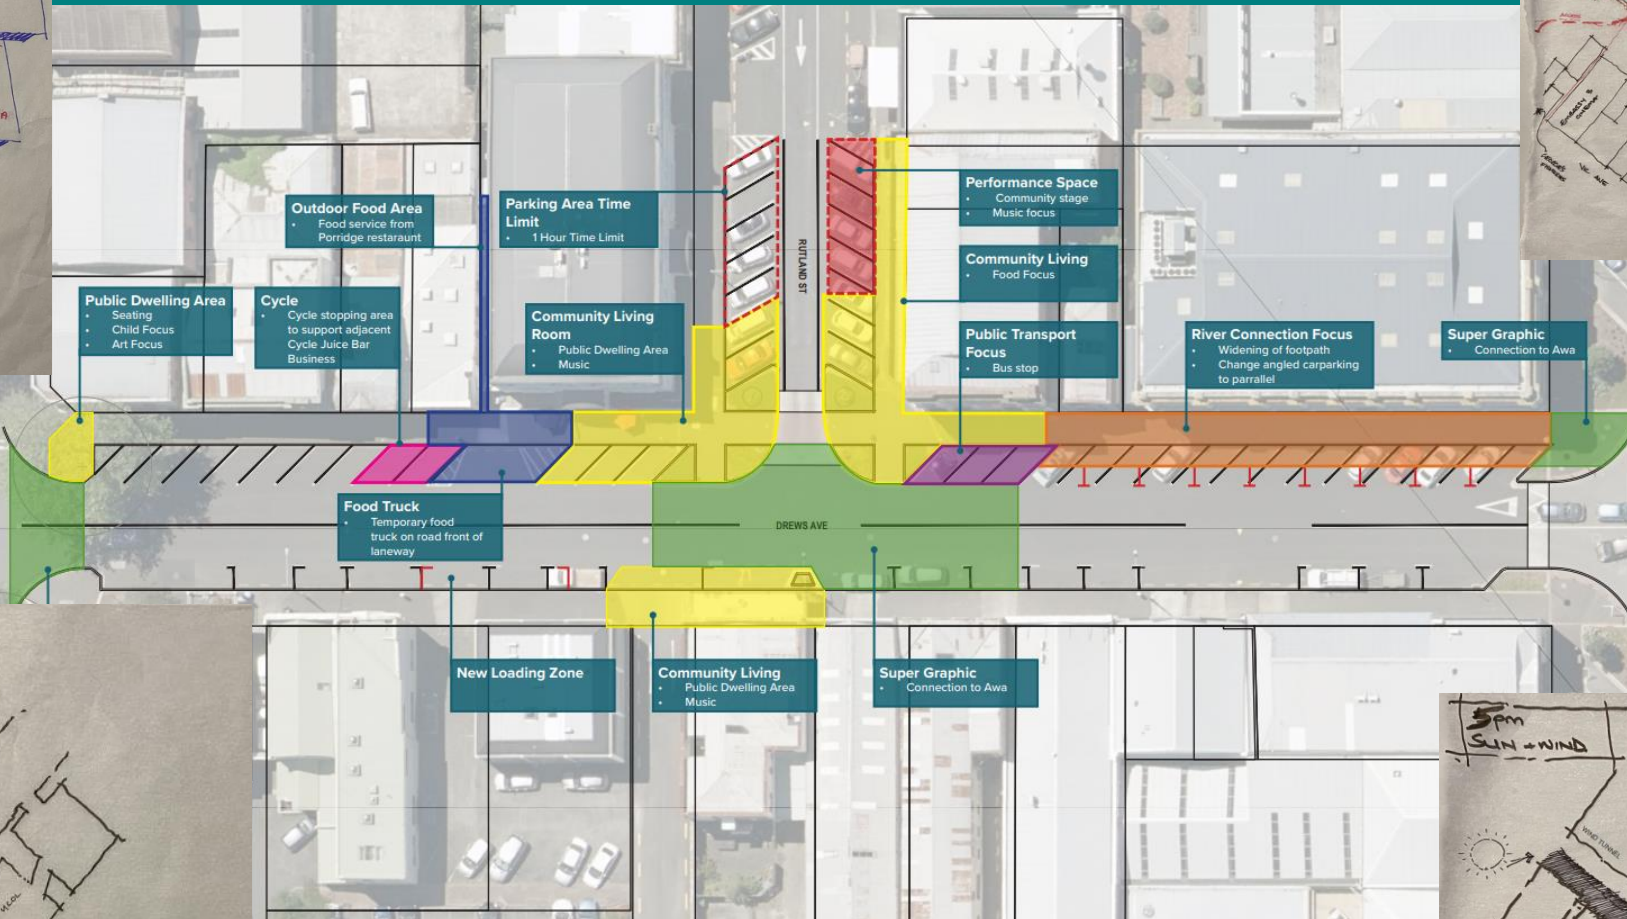 Outdoor Food Area
• Food service from
Porridge restaraunt
Parking Area Time
Limit
• 1 Hour Time Limit
Performance Space
• Community stage
• Music focus
RUTLAND ST
Community Living
• Food Focus
Public Dwelling Area
• Seating
• Child Focus
• Art Focus
Cycle
• Cycle stopping area
to support adjacent
Cycle Juice Bar
Business
Community Living
Room
• Public Dwelling Area
• Music
Public Transport
Focus
• Bus stop
River Connection Focus
• Widening of footpath
• Change angled carparking
to parrallel
Super Graphic
• Connection to Awa
Food Truck
• Temporary food
truck on road front of
laneway
DREWS AVE
New Loading Zone
Community Living
• Public Dwelling Area
• Music
Super Graphic
• Connection to Awa
5pm
SUN + WIND
WIND TUNNEL
VIC AVE